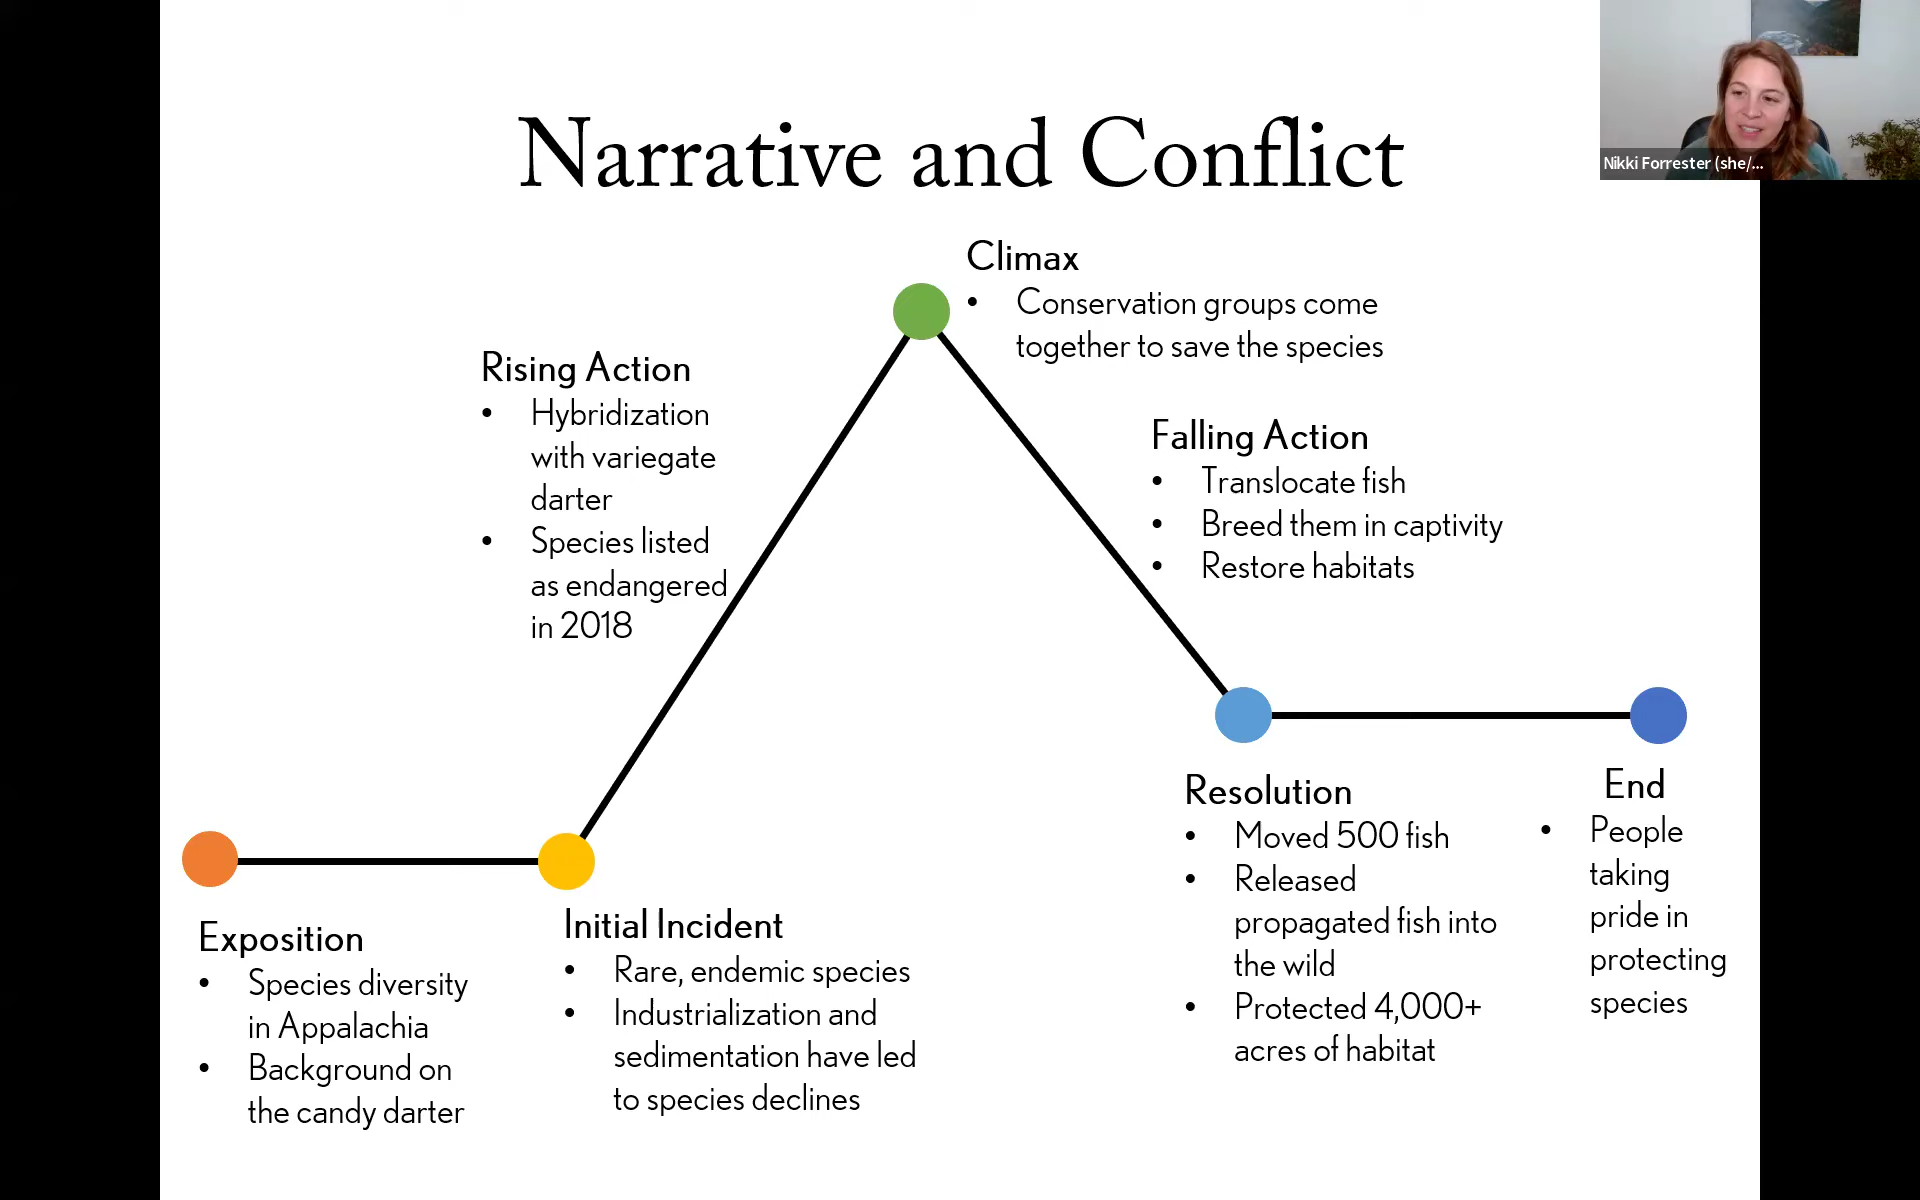 Narrative and Conflict
Nikki Forrester (she/...
Climax
• Conservation groups come
together to save the species
Rising Action
• Hybridization
with variegate
darter
• Species listed
as endangered
in 2018
Falling Action
• Translocate fish
• Breed them in captivity
• Restore habitats
Exposition
• Species diversity
in Appalachia
• Background on
the candy darter
Initial Incident
• Rare, endemic species
• Industrialization and
sedimentation have led
to species declines
Resolution
• Moved 500 fish
• Released
propagated fish into
the wild
• Protected 4,000+
acres of habitat
End
• People
taking
pride in
protecting
species